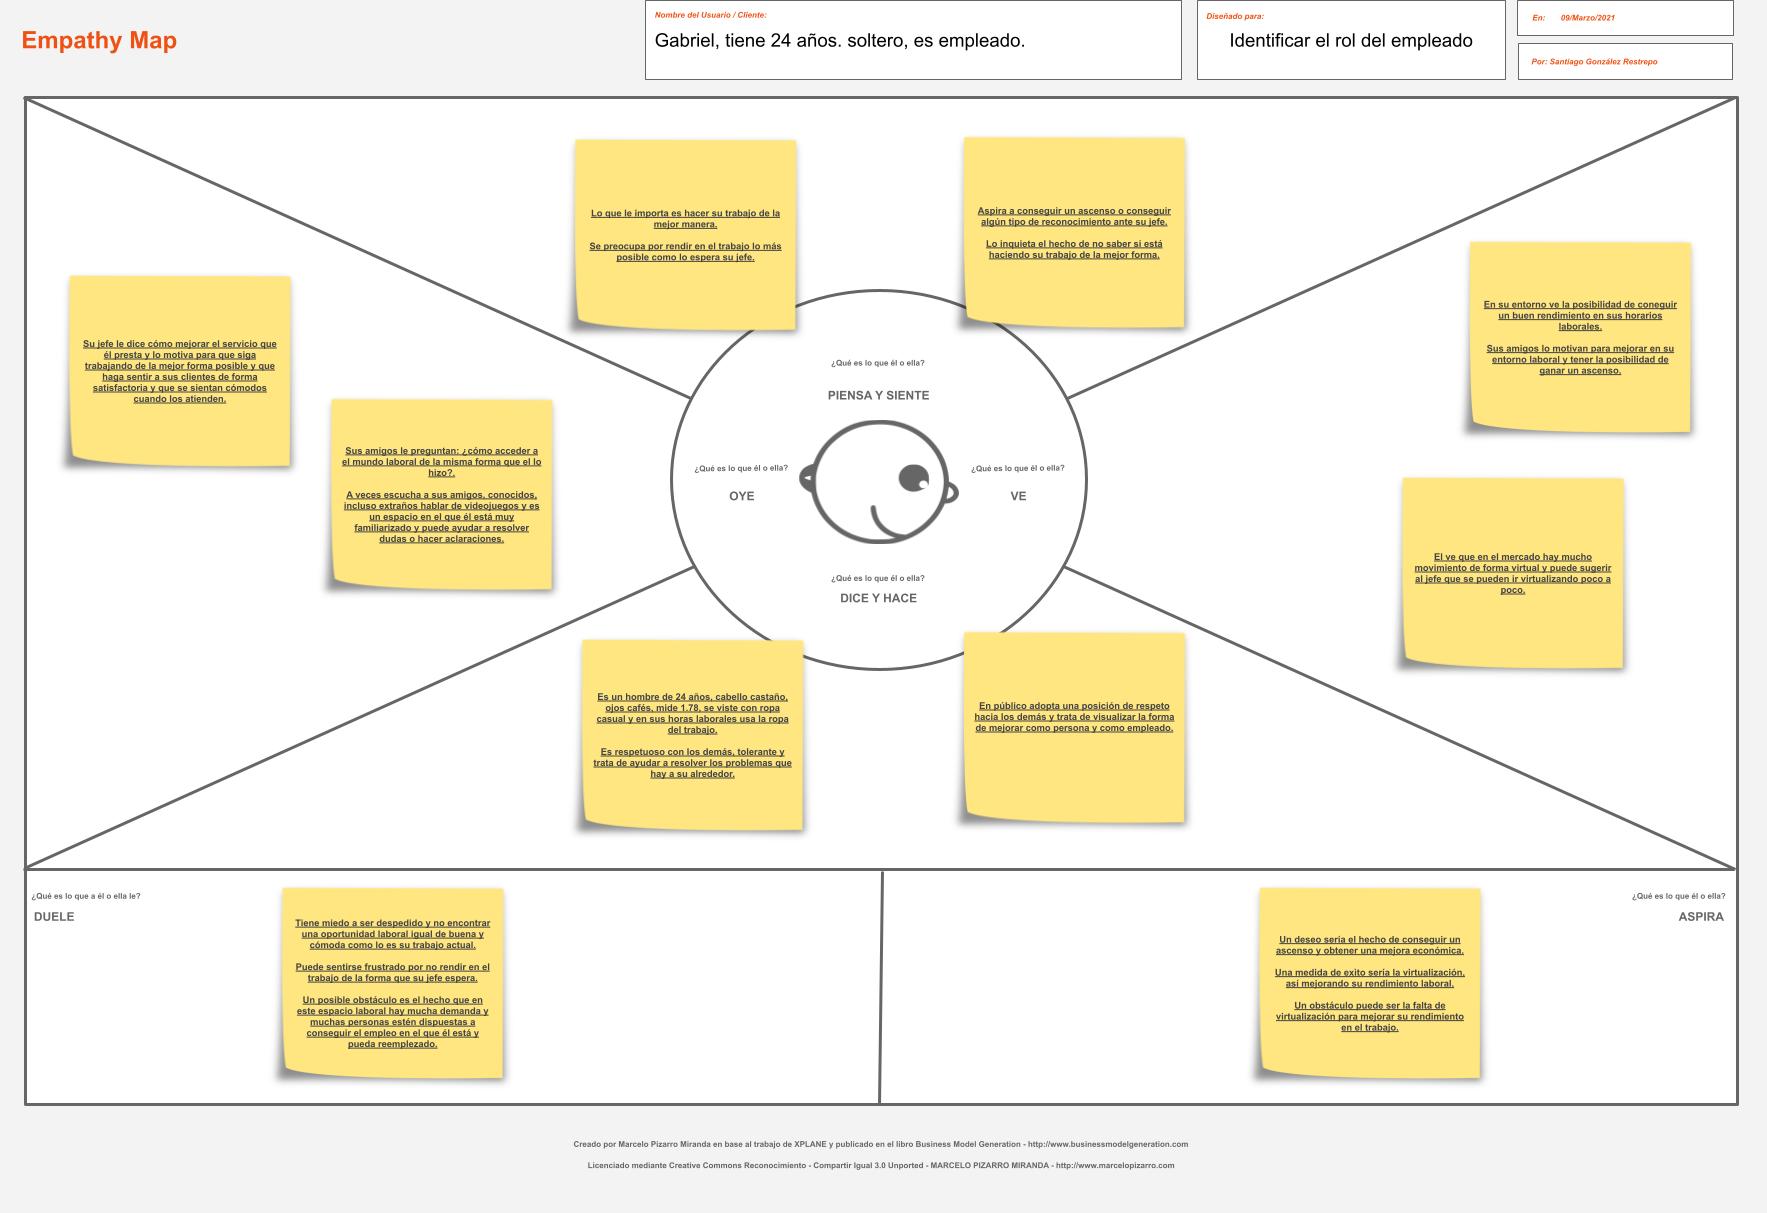 Empathy Map
Nombre del Usuario / Cliente:
Gabriel, tiene 24 años. soltero, es empleado.
Diseñado para:
Identificar el rol del empleado
En: 09/Marzo/2021
Por: Santiago González Restrepo
Lo que le importa es hacer su trabajo de la
mejor manera.
Se preocupa por rendir en el trabajo lo más
posible como lo espera su jefe.
Aspira a conseguir un ascenso o conseguir
algún tipo de reconocimiento ante su jefe.
Lo inquieta el hecho de no saber si está
haciendo su trabajo de la mejor forma.
Su jefe le dice cómo mejorar el servicio que
él presta y lo motiva para que siga
trabajando de la mejor forma posible y que
haga sentir a sus clientes de forma
satisfactoria y que se sientan cómodos
cuando los atienden.
Sus amigos le preguntan: ¿cómo acceder a
el mundo laboral de la misma forma que el lo
hizo?.
A veces escucha a sus amigos, conocidos,
incluso extraños hablar de videojuegos y es
un espacio en el que él está muy
familiarizado y puede ayudar a resolver
dudas o hacer aclaraciones.
¿Qué es lo que él o ella?
PIENSA Y SIENTE
¿Qué es lo que él o ella?
OYE
¿Qué es lo que él o ella?
VE
¿Qué es lo que él o ella?
DICE Y HACE
En su entorno ve la posibilidad de coneguir
un buen rendimiento en sus horarios
laborales.
Sus amigos lo motivan para mejorar en su
entorno laboral y tener la posibilidad de
ganar un ascenso.
El ve que en el mercado hay mucho
movimiento de forma virtual y puede sugerir
al jefe que se pueden ir virtualizando poco a
poco.
Es un hombre de 24 años, cabello castaño,
ojos cafés, mide 1.78, se viste con ropa
casual y en sus horas laborales usa la ropa
del trabajo.
Es respetuoso con los demás, tolerante y
trata de ayudar a resolver los problemas que
hay a su alrededor.
En público adopta una posición de respeto
hacia los demás y trata de visualizar la forma
de mejorar como persona y como empleado.
¿Qué es lo que a él o ella le?
DUELE
Tiene miedo a ser despedido y no encontrar
una oportunidad laboral igual de buena y
cómoda como lo es su trabajo actual.
Puede sentirse frustrado por no rendir en el
trabajo de la forma que su jefe espera.
Un posible obstáculo es el hecho que en
este espacio laboral hay mucha demanda y
muchas personas estén dispuestas a
conseguir el empleo en el que él está y
pueda reemplezado.
¿Qué es lo que él o ella?
ASPIRA
Un deseo sería el hecho de conseguir un
ascenso y obtener una mejora económica.
Una medida de exito sería la virtualización,
así mejorando su rendimiento laboral.
Un obstáculo puede ser la falta de
virtualización para mejorar su rendimiento
en el trabajo.
Creado por Marcelo Pizarro Miranda en base al trabajo de XPLANE y publicado en el libro Business Model Generation - http://www.businessmodelgeneration.com
Licenciado mediante Creative Commons Reconocimiento - Compartir Igual 3.0 Unported - MARCELO PIZARRO MIRANDA - http://www.marcelopizarro.com